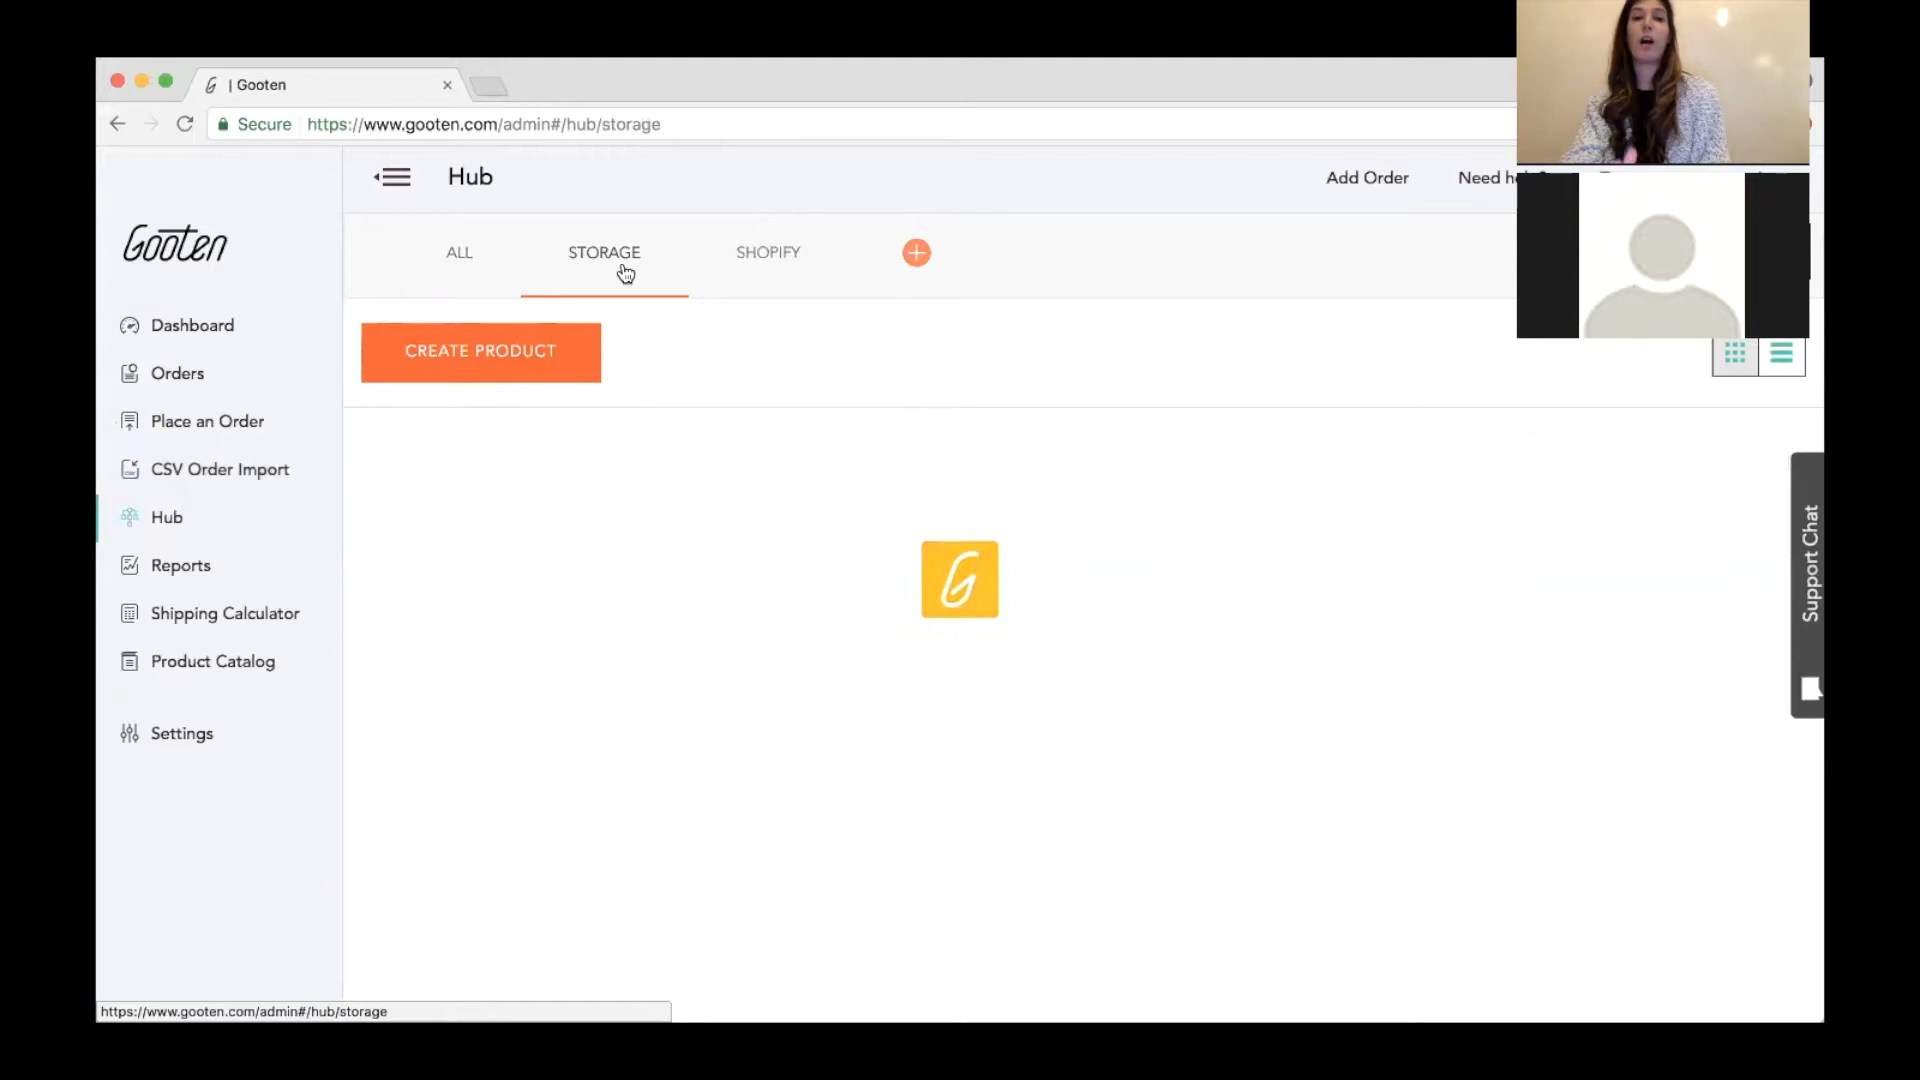 | Gooten
Secure https://www.gooten.com/admin#/hub/storage
Hub
Add Order
Need
Gooten
ALL
STORAGE
SHOPIFY
CREATE PRODUCT
Dashboard
Orders
Place an Order
CSV Order Import
Hub
Reports
Shipping Calculator
Product Catalog
Settings
G
Support Chat
https://www.gooten.com/admin#/hub/storage